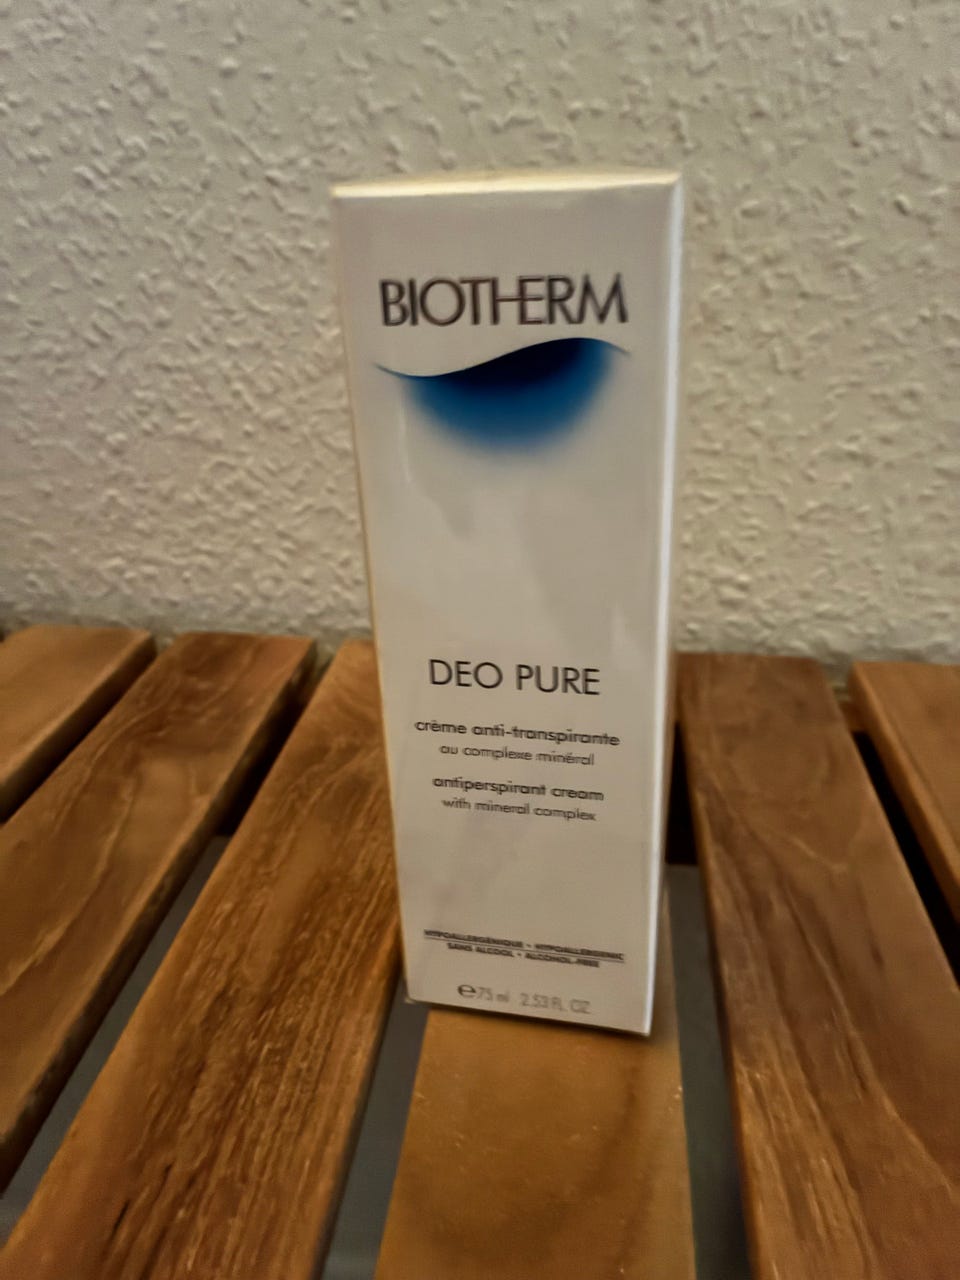 BIOTHERM
DEO PURE
crème anti-transpirante
au complexe minéral
antiperspirant cream
with mineral complex
HYPOALLERGÉNIQUE • HYPOALLERGENIC
SANS ALCOOL • ALCOHOL-FREE
℮ 75 ml 2.53 FL. OZ.